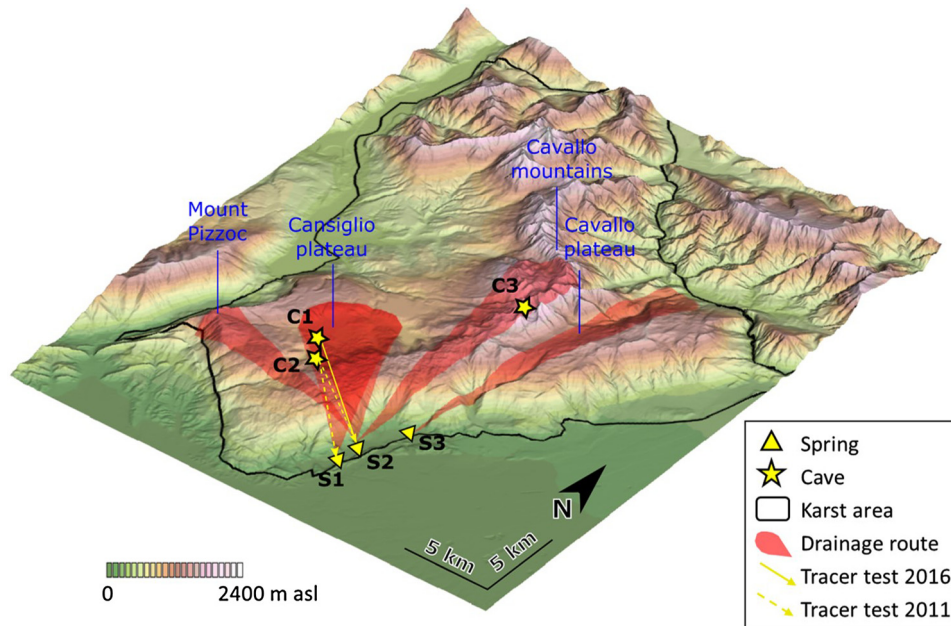 Cavallo
mountains
Mount
Pizzoc
Cansiglio
plateau
Cavallo
plateau
C3
C1
C2
S3
S2
S1
N
5 km
5 km
0
2400 m asl
Spring
Cave
Karst area
Drainage route
Tracer test 2016
Tracer test 2011